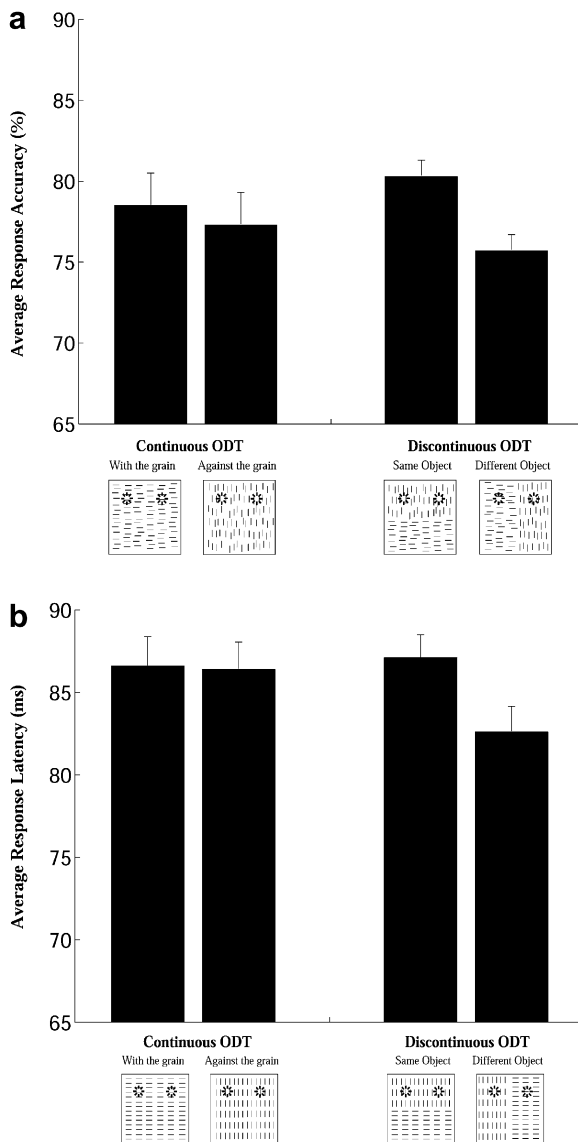 a
Average Response Accuracy (%)
90
85
80
75
70
65
Continuous ODT
Discontinuous ODT
With the grain
Against the grain
Same Object
Different Object
b
Average Response Latency (ms)
90
85
80
85
70
65
Continuous ODT
Discontinuous ODT
With the grain
Against the grain
Same Object
Different Object